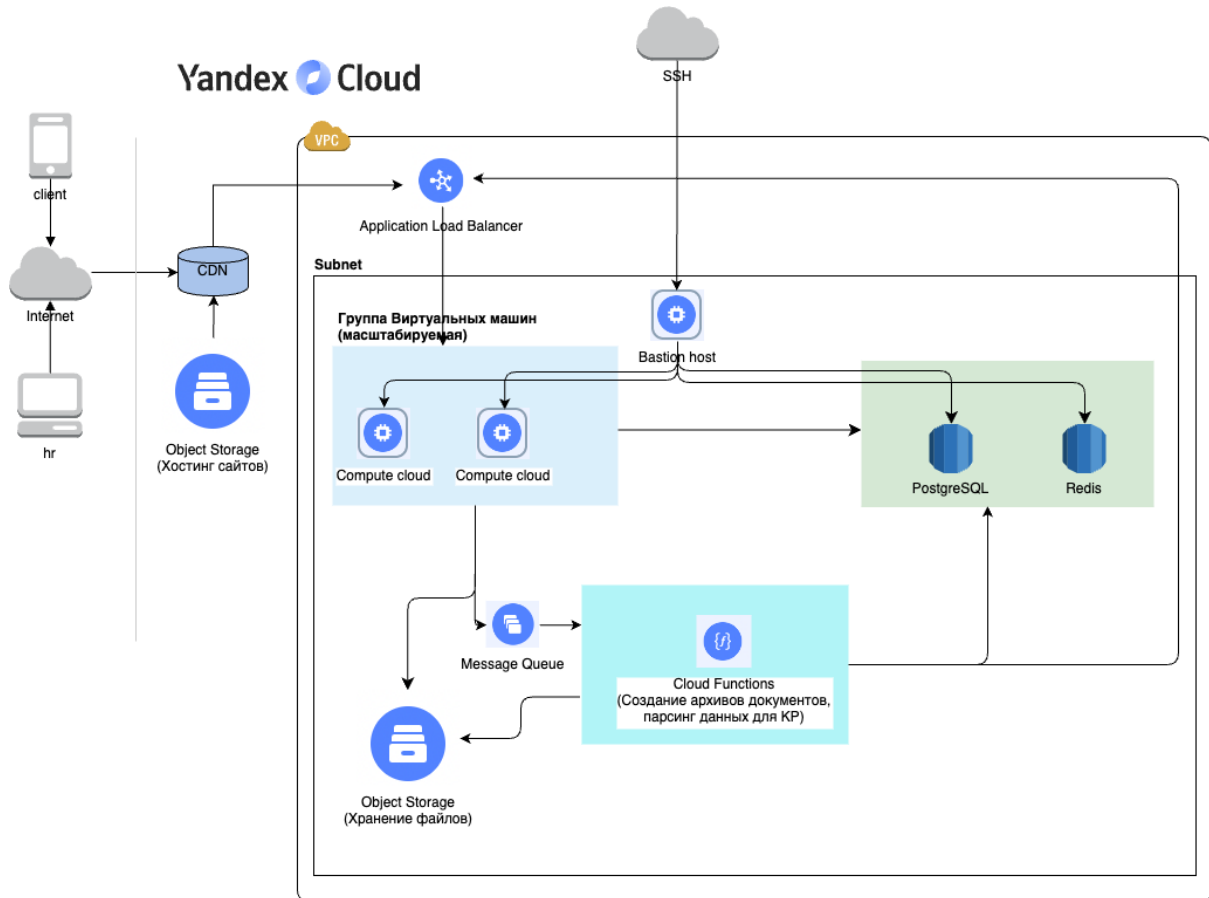 SSH
Yandex Cloud
VPC
client
Application Load Balancer
CDN
Subnet
Internet
Группа Виртуальных машин
(масштабируемая)
Bastion host
Object Storage
(Хостинг сайтов)
hr
Compute cloud
Compute cloud
PostgreSQL
Redis
Message Queue
{f}
Cloud Functions
(Создание архивов документов,
парсинг данных для КР)
Object Storage
(Хранение файлов)